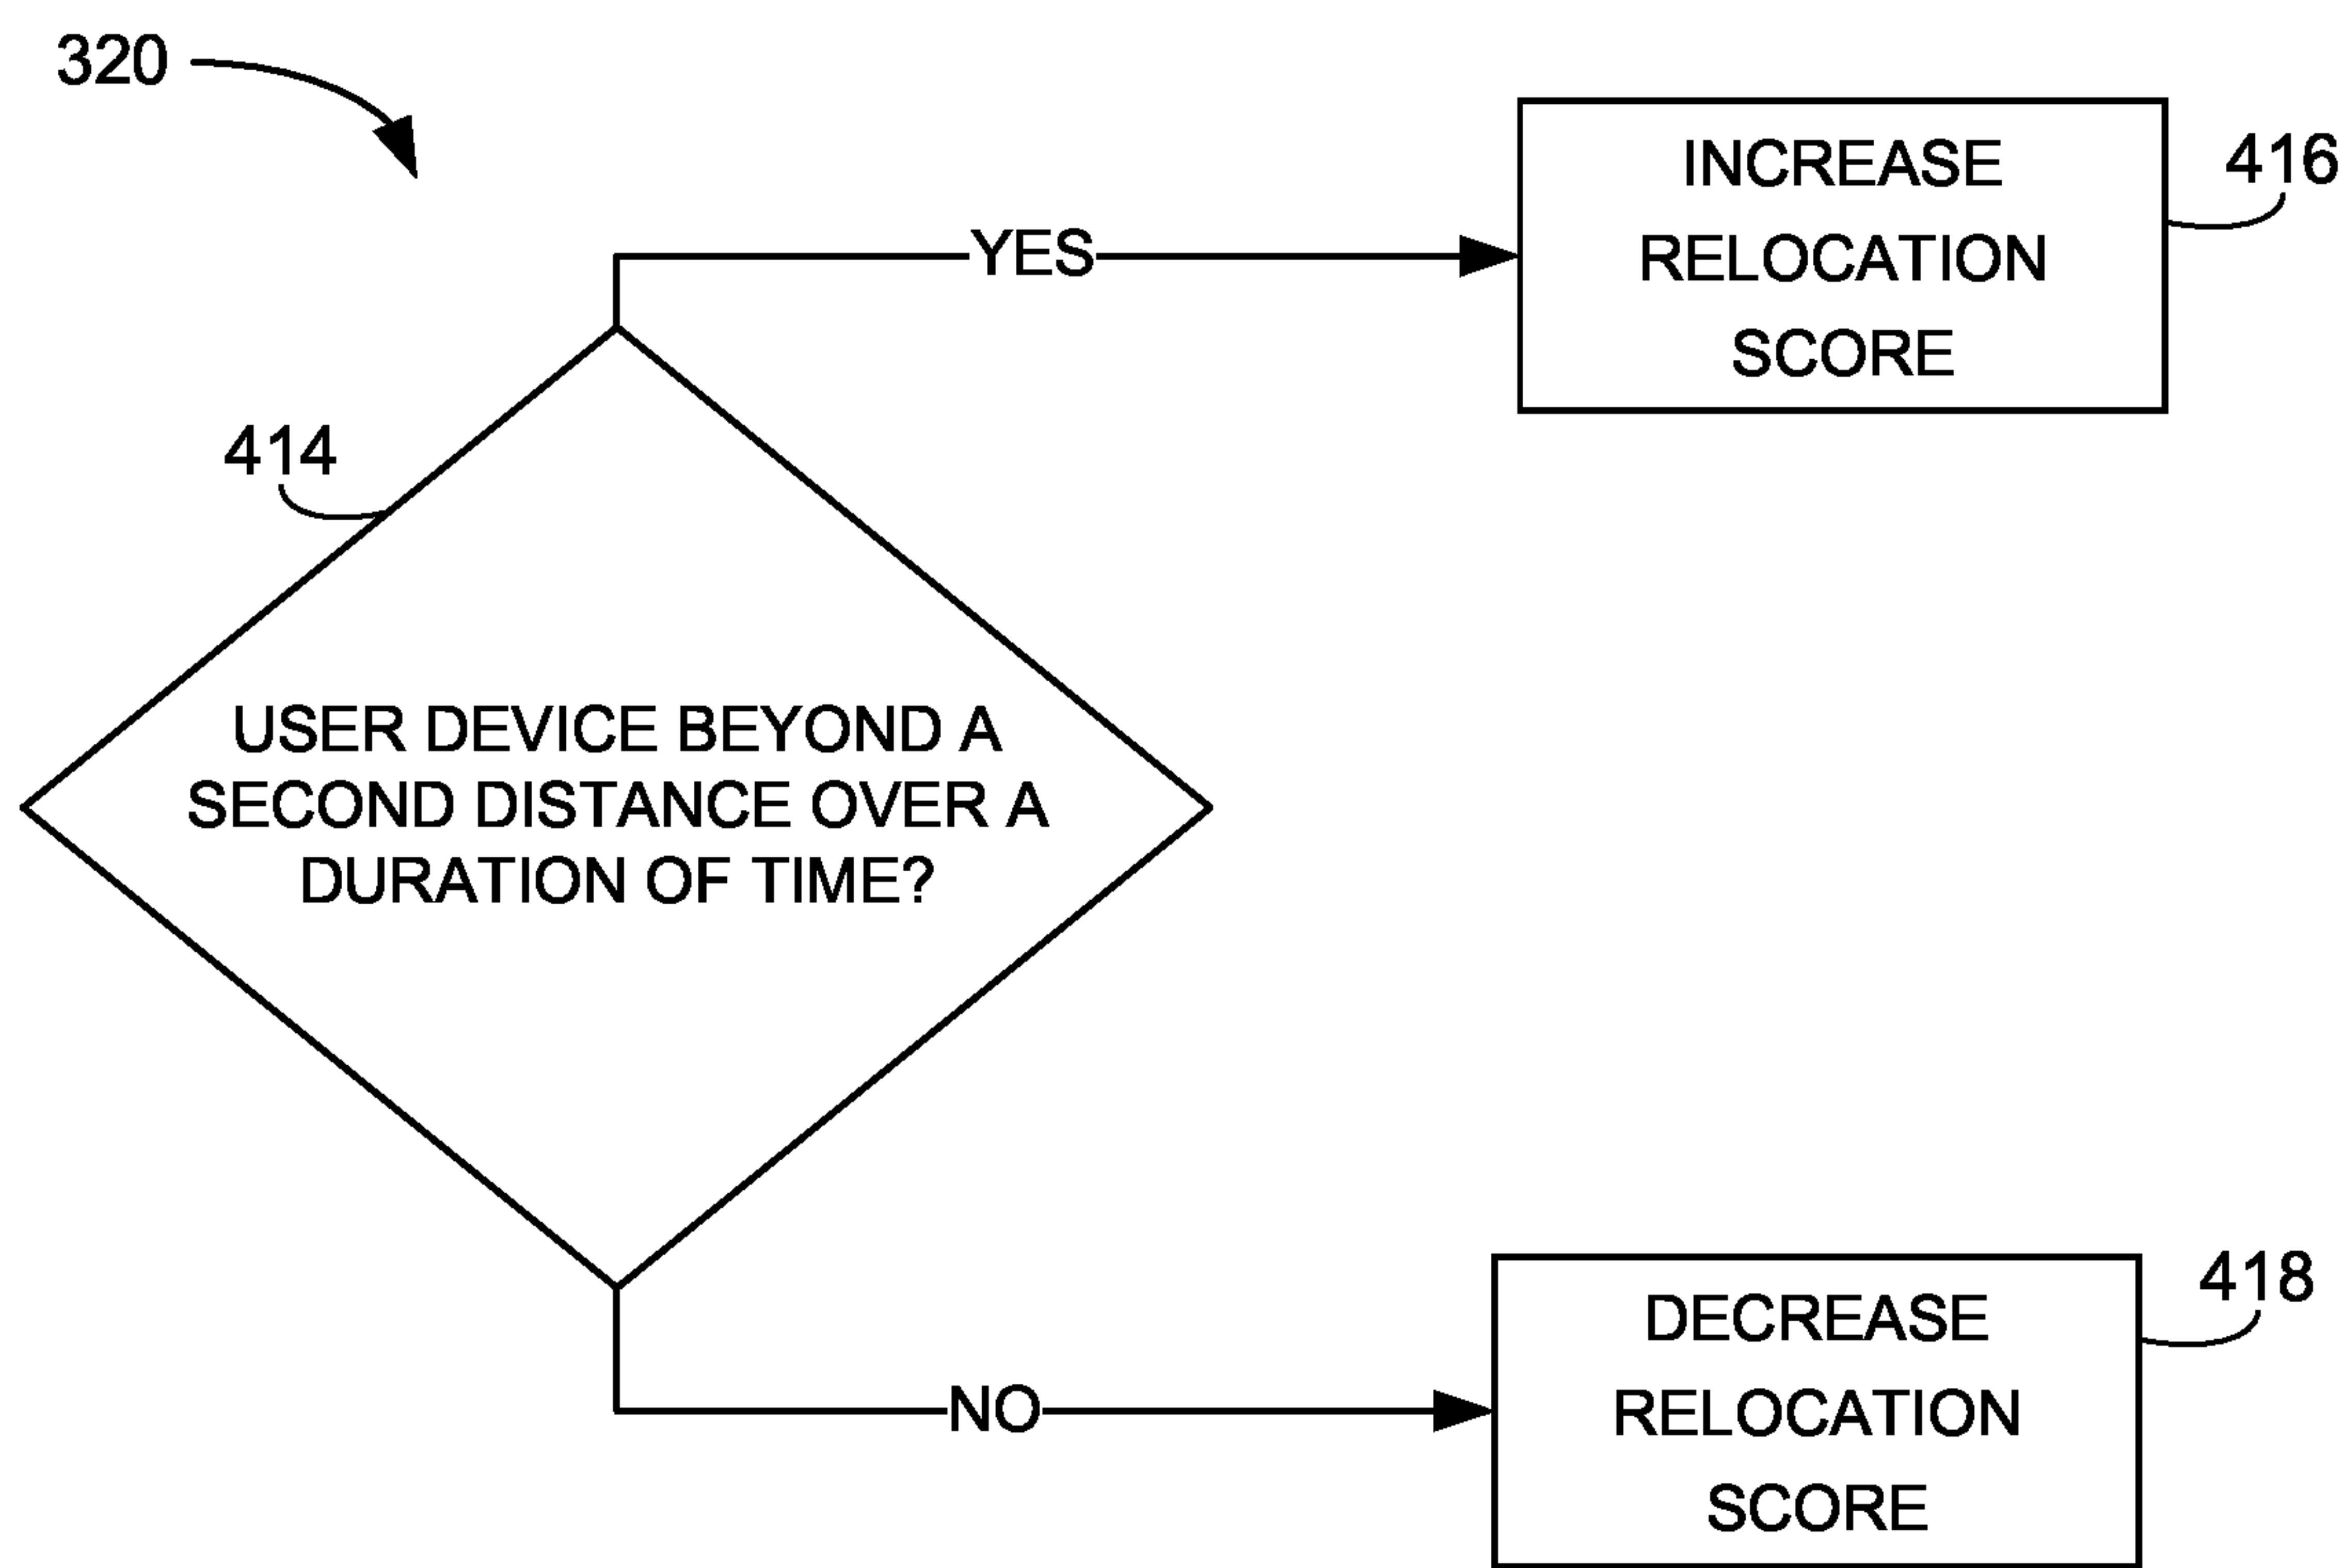 320
INCREASE
RELOCATION
SCORE
416
YES
414
USER DEVICE BEYOND A
SECOND DISTANCE OVER A
DURATION OF TIME?
DECREASE
RELOCATION
SCORE
418
NO